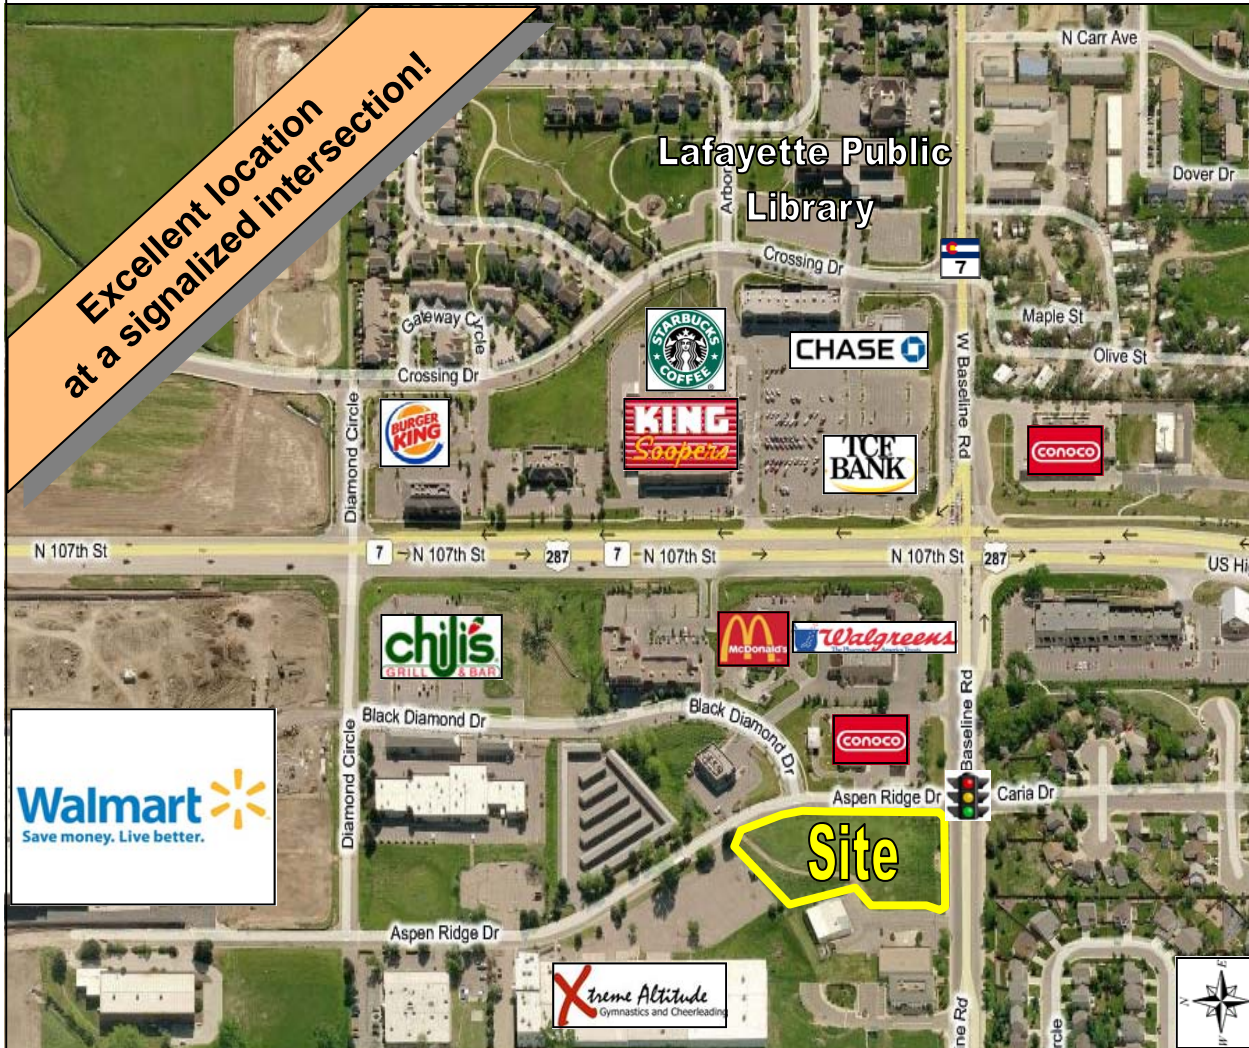 Excellent location
at a signalized intersection!
N Carr Ave
Lafayette Public
Library
Arbor
Dover Dr
Crossing Dr
7
Maple St
Olive St
Gateway Circle
STARBUCKS
COFFEE
CHASE
Crossing Dr
W Baseline Rd
Diamond Circle
BURGER
KING
KING
Soopers
TCF
BANK
conoco
N 107th St
7
N 107th St
287
7
N 107th St
N 107th St
287
US Hi
chili's
GRILL & BAR
McDonald's
Walgreens
Baseline Rd
Black Diamond Dr
Black Diamond Dr
conoco
Diamond Circle
Walmart
Save money. Live better.
Aspen Ridge Dr
Caria Dr
Site
Aspen Ridge Dr
Xtreme Altitude
Gymnastics and Cheerleading
ne Rd
rcle
N
E
W